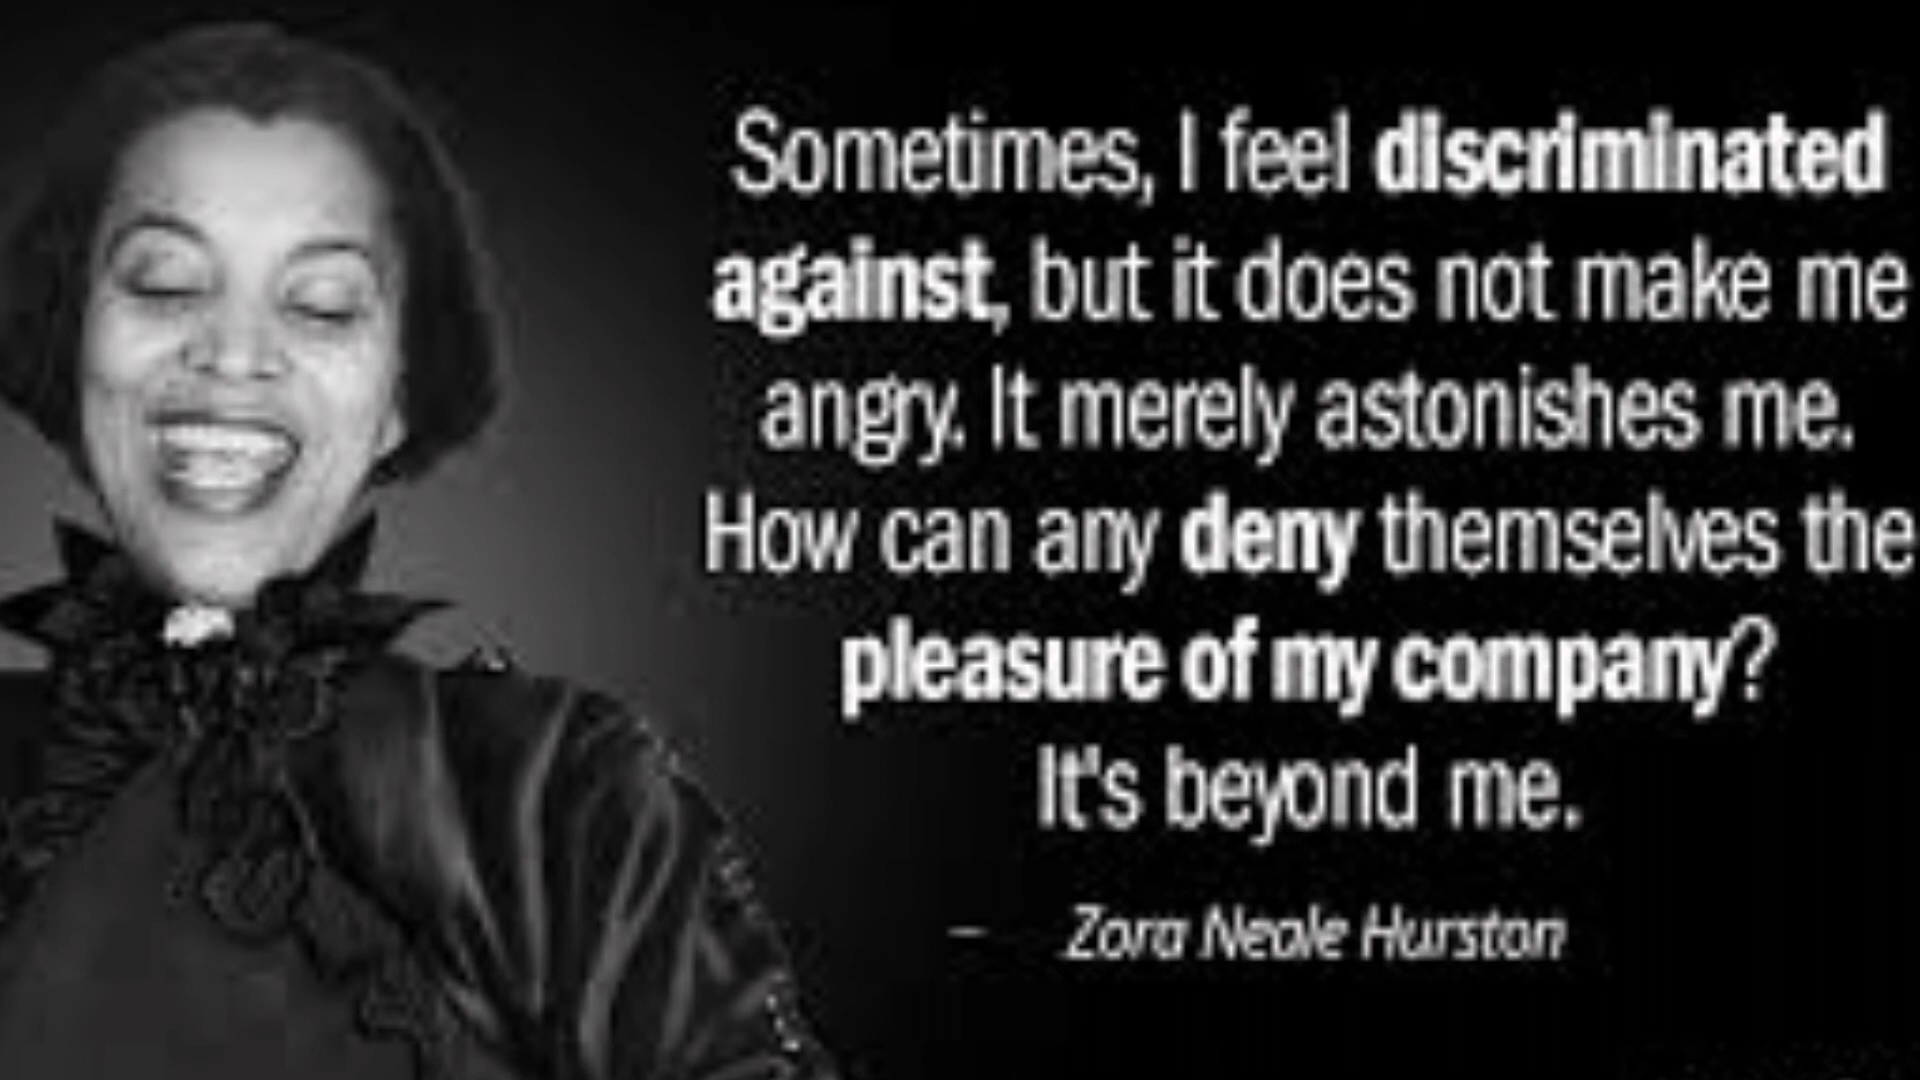 Sometimes, I feel discriminated
against, but it does not make me
angry. It merely astonishes me.
How can any deny themselves the
pleasure of my company?
It's beyond me.
– Zora Neale Hurston